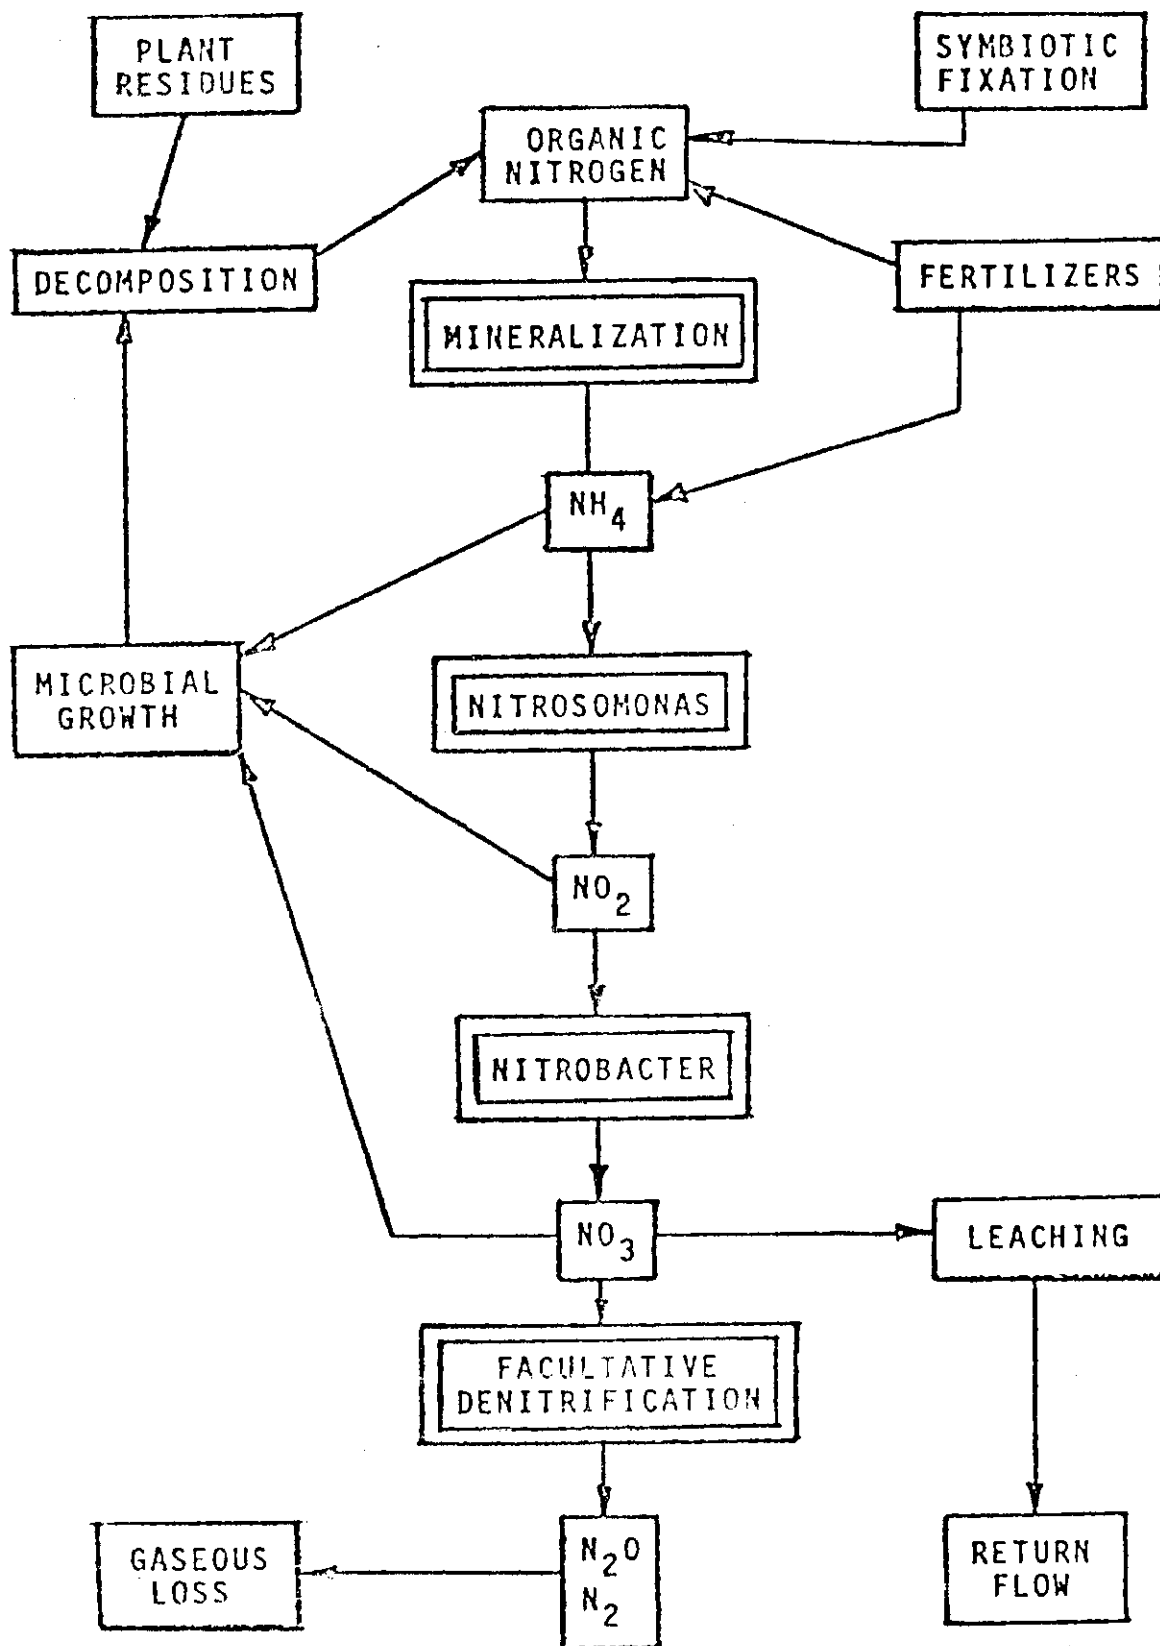 PLANT
RESIDUES
SYMBIOTIC
FIXATION
ORGANIC
NITROGEN
DECOMPOSITION
FERTILIZERS
MINERALIZATION
NH4
MICROBIAL
GROWTH
NITROSOMONAS
NO2
NITROBACTER
NO3
LEACHING
FACULTATIVE
DENITRIFICATION
GASEOUS
LOSS
N2O
N2
RETURN
FLOW